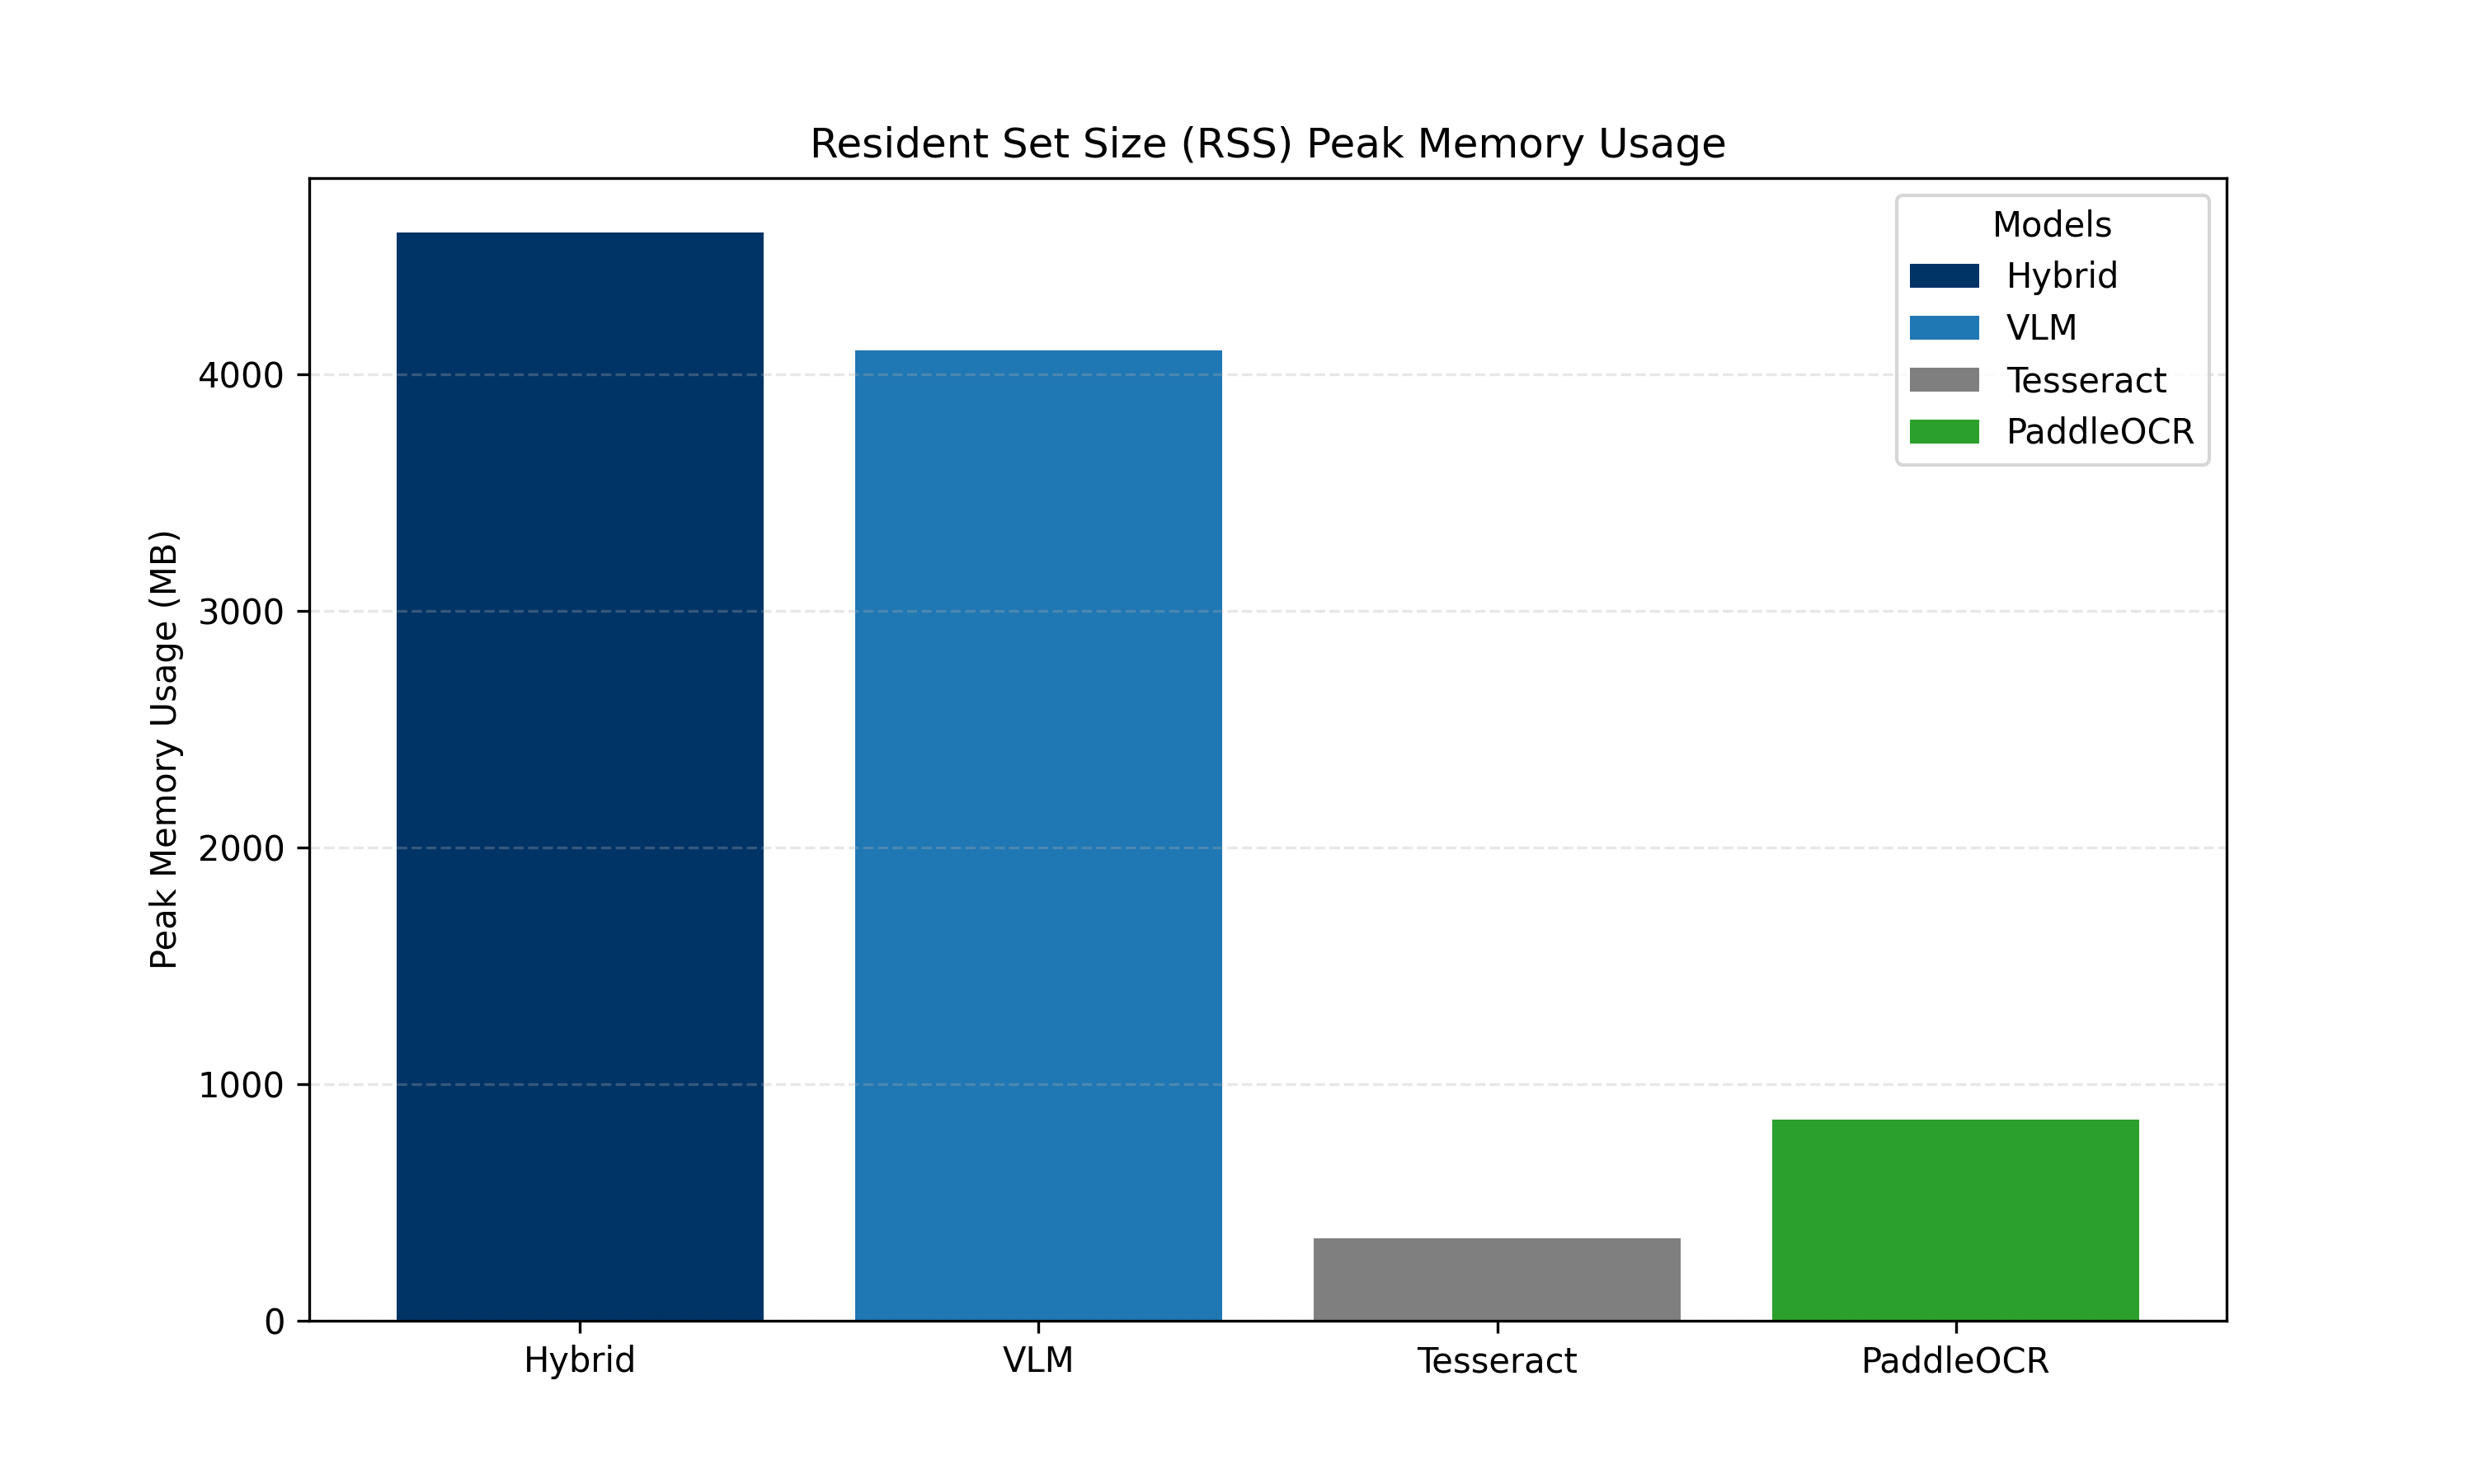 Resident Set Size (RSS) Peak Memory Usage
Models
Hybrid
VLM
Tesseract
PaddleOCR
Peak Memory Usage (MB)
4000
3000
2000
1000
0
Hybrid
VLM
Tesseract
PaddleOCR